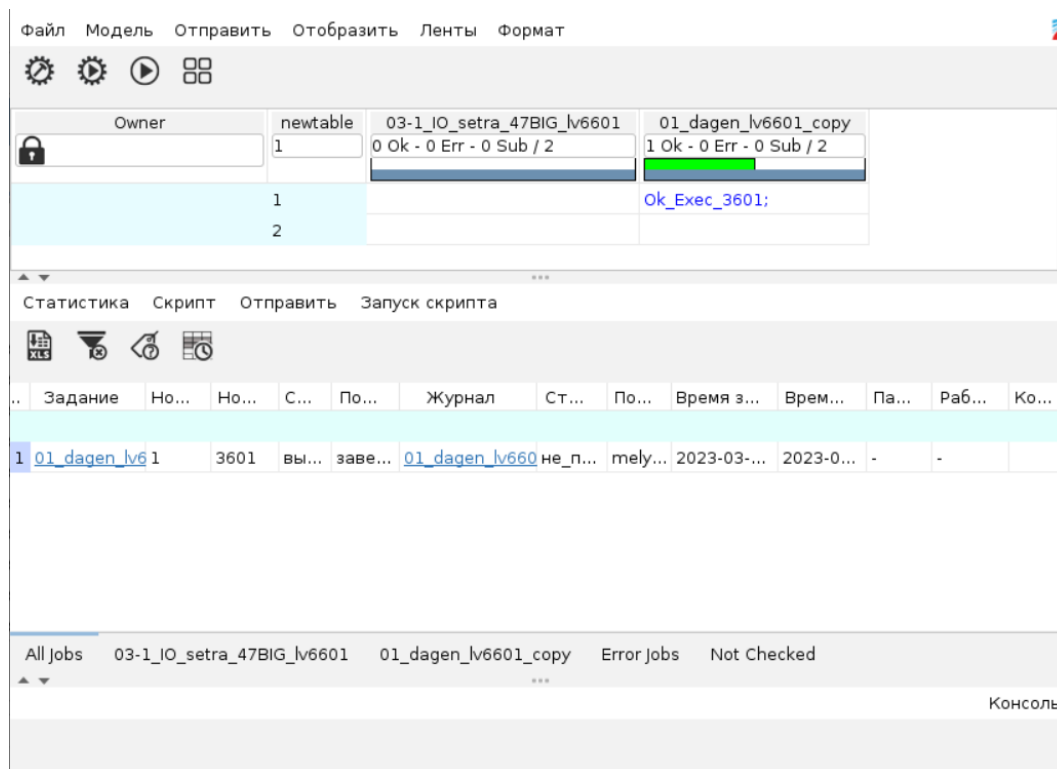 Файл Модель Отправить Отобразить Ленты Формат
Owner newtable 03-1_IO_setra_47BIG_lv6601 01_dagen_lv6601_copy
1 0 Ok - 0 Err - 0 Sub / 2 1 Ok - 0 Err - 0 Sub / 2
1 Ok_Exec_3601;
2
Статистика Скрипт Отправить Запуск скрипта
XLS
.. Задание Но... Но... С... По... Журнал Ст... По... Время з... Врем... Па... Раб... Ко...
1 01_dagen_lv6 1 3601 вы... заве... 01_dagen_lv660 не_п... mely... 2023-03-... 2023-0... - -
All Jobs 03-1_IO_setra_47BIG_lv6601 01_dagen_lv6601_copy Error Jobs Not Checked
Консоль